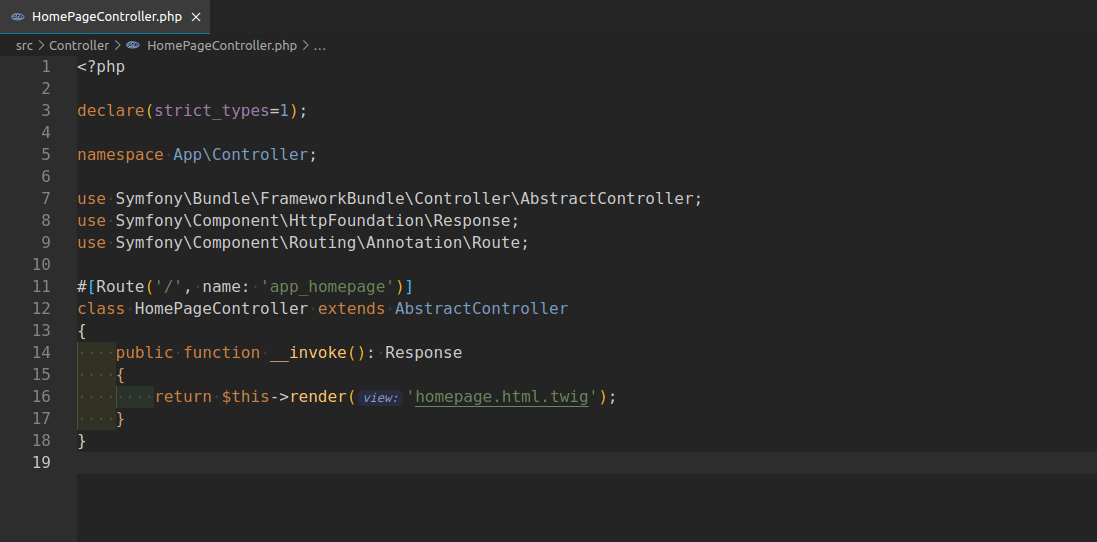 HomePageController.php ×
src > Controller > HomePageController.php > ...
1 <?php
2
3 declare(strict_types=1);
4
5 namespace App\Controller;
6
7 use Symfony\Bundle\FrameworkBundle\Controller\AbstractController;
8 use Symfony\Component\HttpFoundation\Response;
9 use Symfony\Component\Routing\Annotation\Route;
10
11 #[Route('/', name: 'app_homepage')]
12 class HomePageController extends AbstractController
13 {
14     public function __invoke(): Response
15     {
16         return $this->render(view: 'homepage.html.twig');
17     }
18 }
19